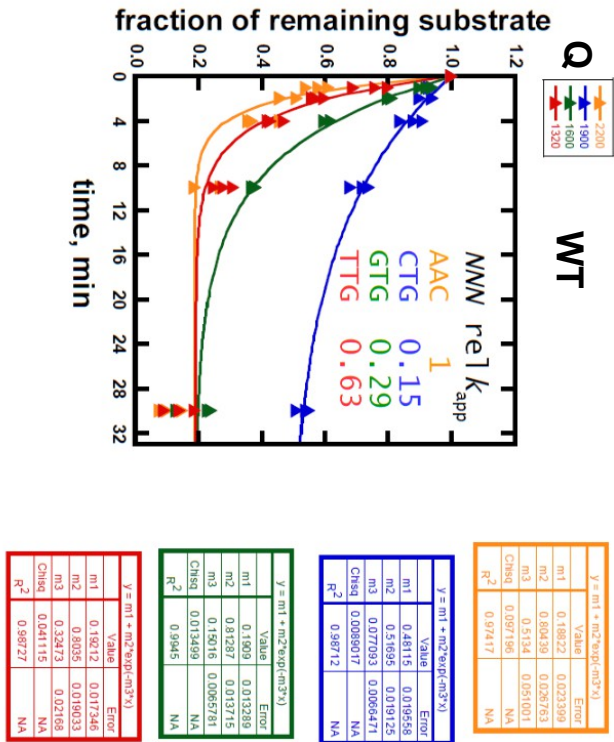 Q
2200
1900
1600
1320
WT
fraction of remaining substrate
0.0 0.2 0.4 0.6 0.8 1.0 1.2
0 4 8 12 16 20 24 28 32
time, min
NNN rel kapp
AAC 1
CTG 0.15
GTG 0.29
TTG 0.63
y = m1 + m2*exp(-m3*x)
Value Error
m1 0.18822 0.023399
m2 0.80439 0.026763
m3 0.5134 0.051001
Chisq 0.097196 NA
R2 0.97417 NA
y = m1 + m2*exp(-m3*x)
Value Error
m1 0.48115 0.019558
m2 0.51695 0.019125
m3 0.077093 0.0066471
Chisq 0.0089017 NA
R2 0.98712 NA
y = m1 + m2*exp(-m3*x)
Value Error
m1 0.1909 0.013289
m2 0.81287 0.013715
m3 0.15016 0.0065781
Chisq 0.013499 NA
R2 0.9945 NA
y = m1 + m2*exp(-m3*x)
Value Error
m1 0.19212 0.017346
m2 0.8035 0.019033
m3 0.32473 0.02168
Chisq 0.041115 NA
R2 0.98727 NA